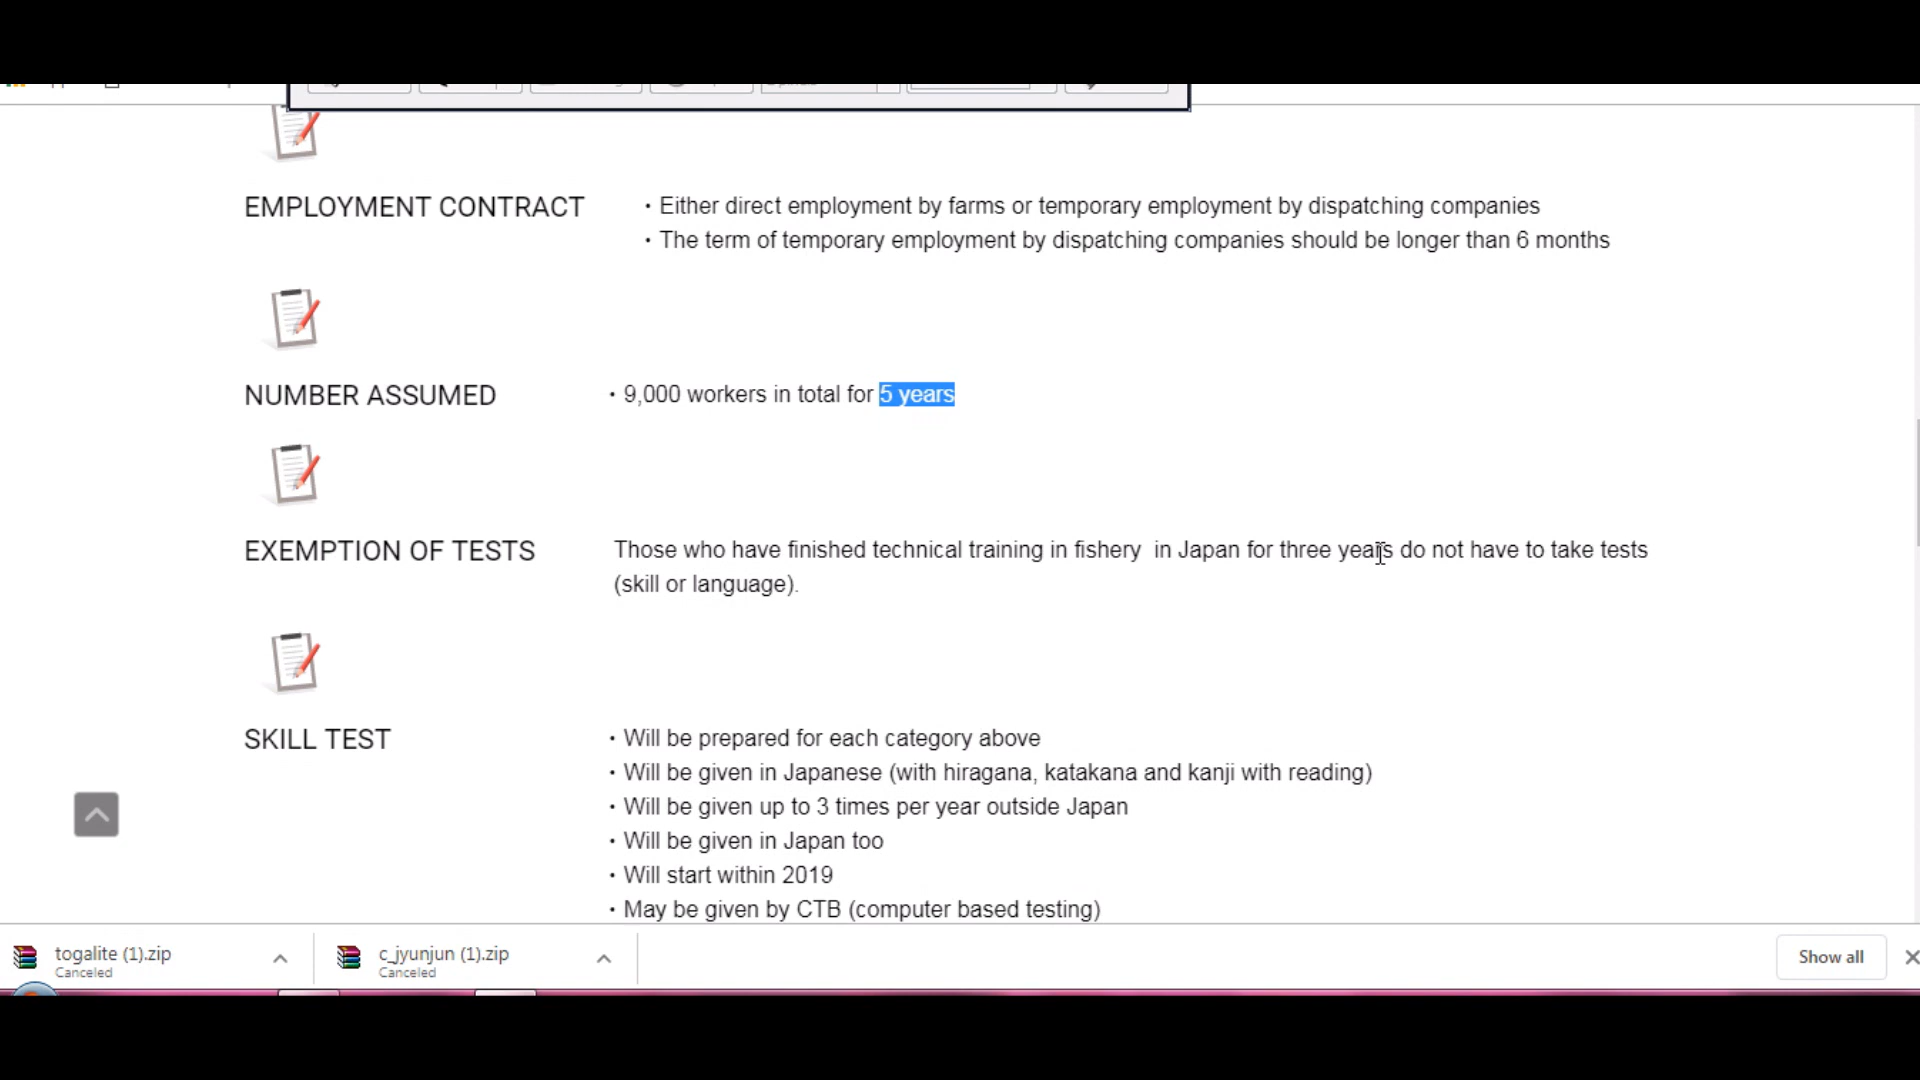 EMPLOYMENT CONTRACT
・Either direct employment by farms or temporary employment by dispatching companies
・The term of temporary employment by dispatching companies should be longer than 6 months
NUMBER ASSUMED
・9,000 workers in total for 5 years
EXEMPTION OF TESTS
Those who have finished technical training in fishery in Japan for three years do not have to take tests
(skill or language).
SKILL TEST
・Will be prepared for each category above
・Will be given in Japanese (with hiragana, katakana and kanji with reading)
・Will be given up to 3 times per year outside Japan
・Will be given in Japan too
・Will start within 2019
・May be given by CTB (computer based testing)
togalite (1).zip
Canceled
c_jyunjun (1).zip
Canceled
Show all